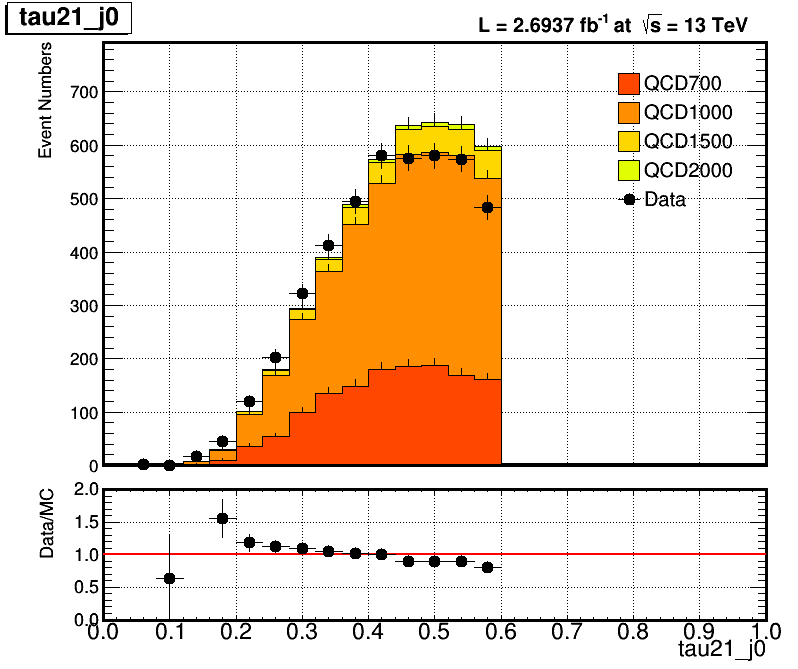 tau21_j0
L = 2.6937 fb-1 at √s = 13 TeV
Event Numbers
700
600
500
400
300
200
100
0
QCD700
QCD1000
QCD1500
QCD2000
Data
Data/MC
2.0
1.5
1.0
0.5
0.0
0.0 0.1 0.2 0.3 0.4 0.5 0.6 0.7 0.8 0.9 1.0
tau21_j0